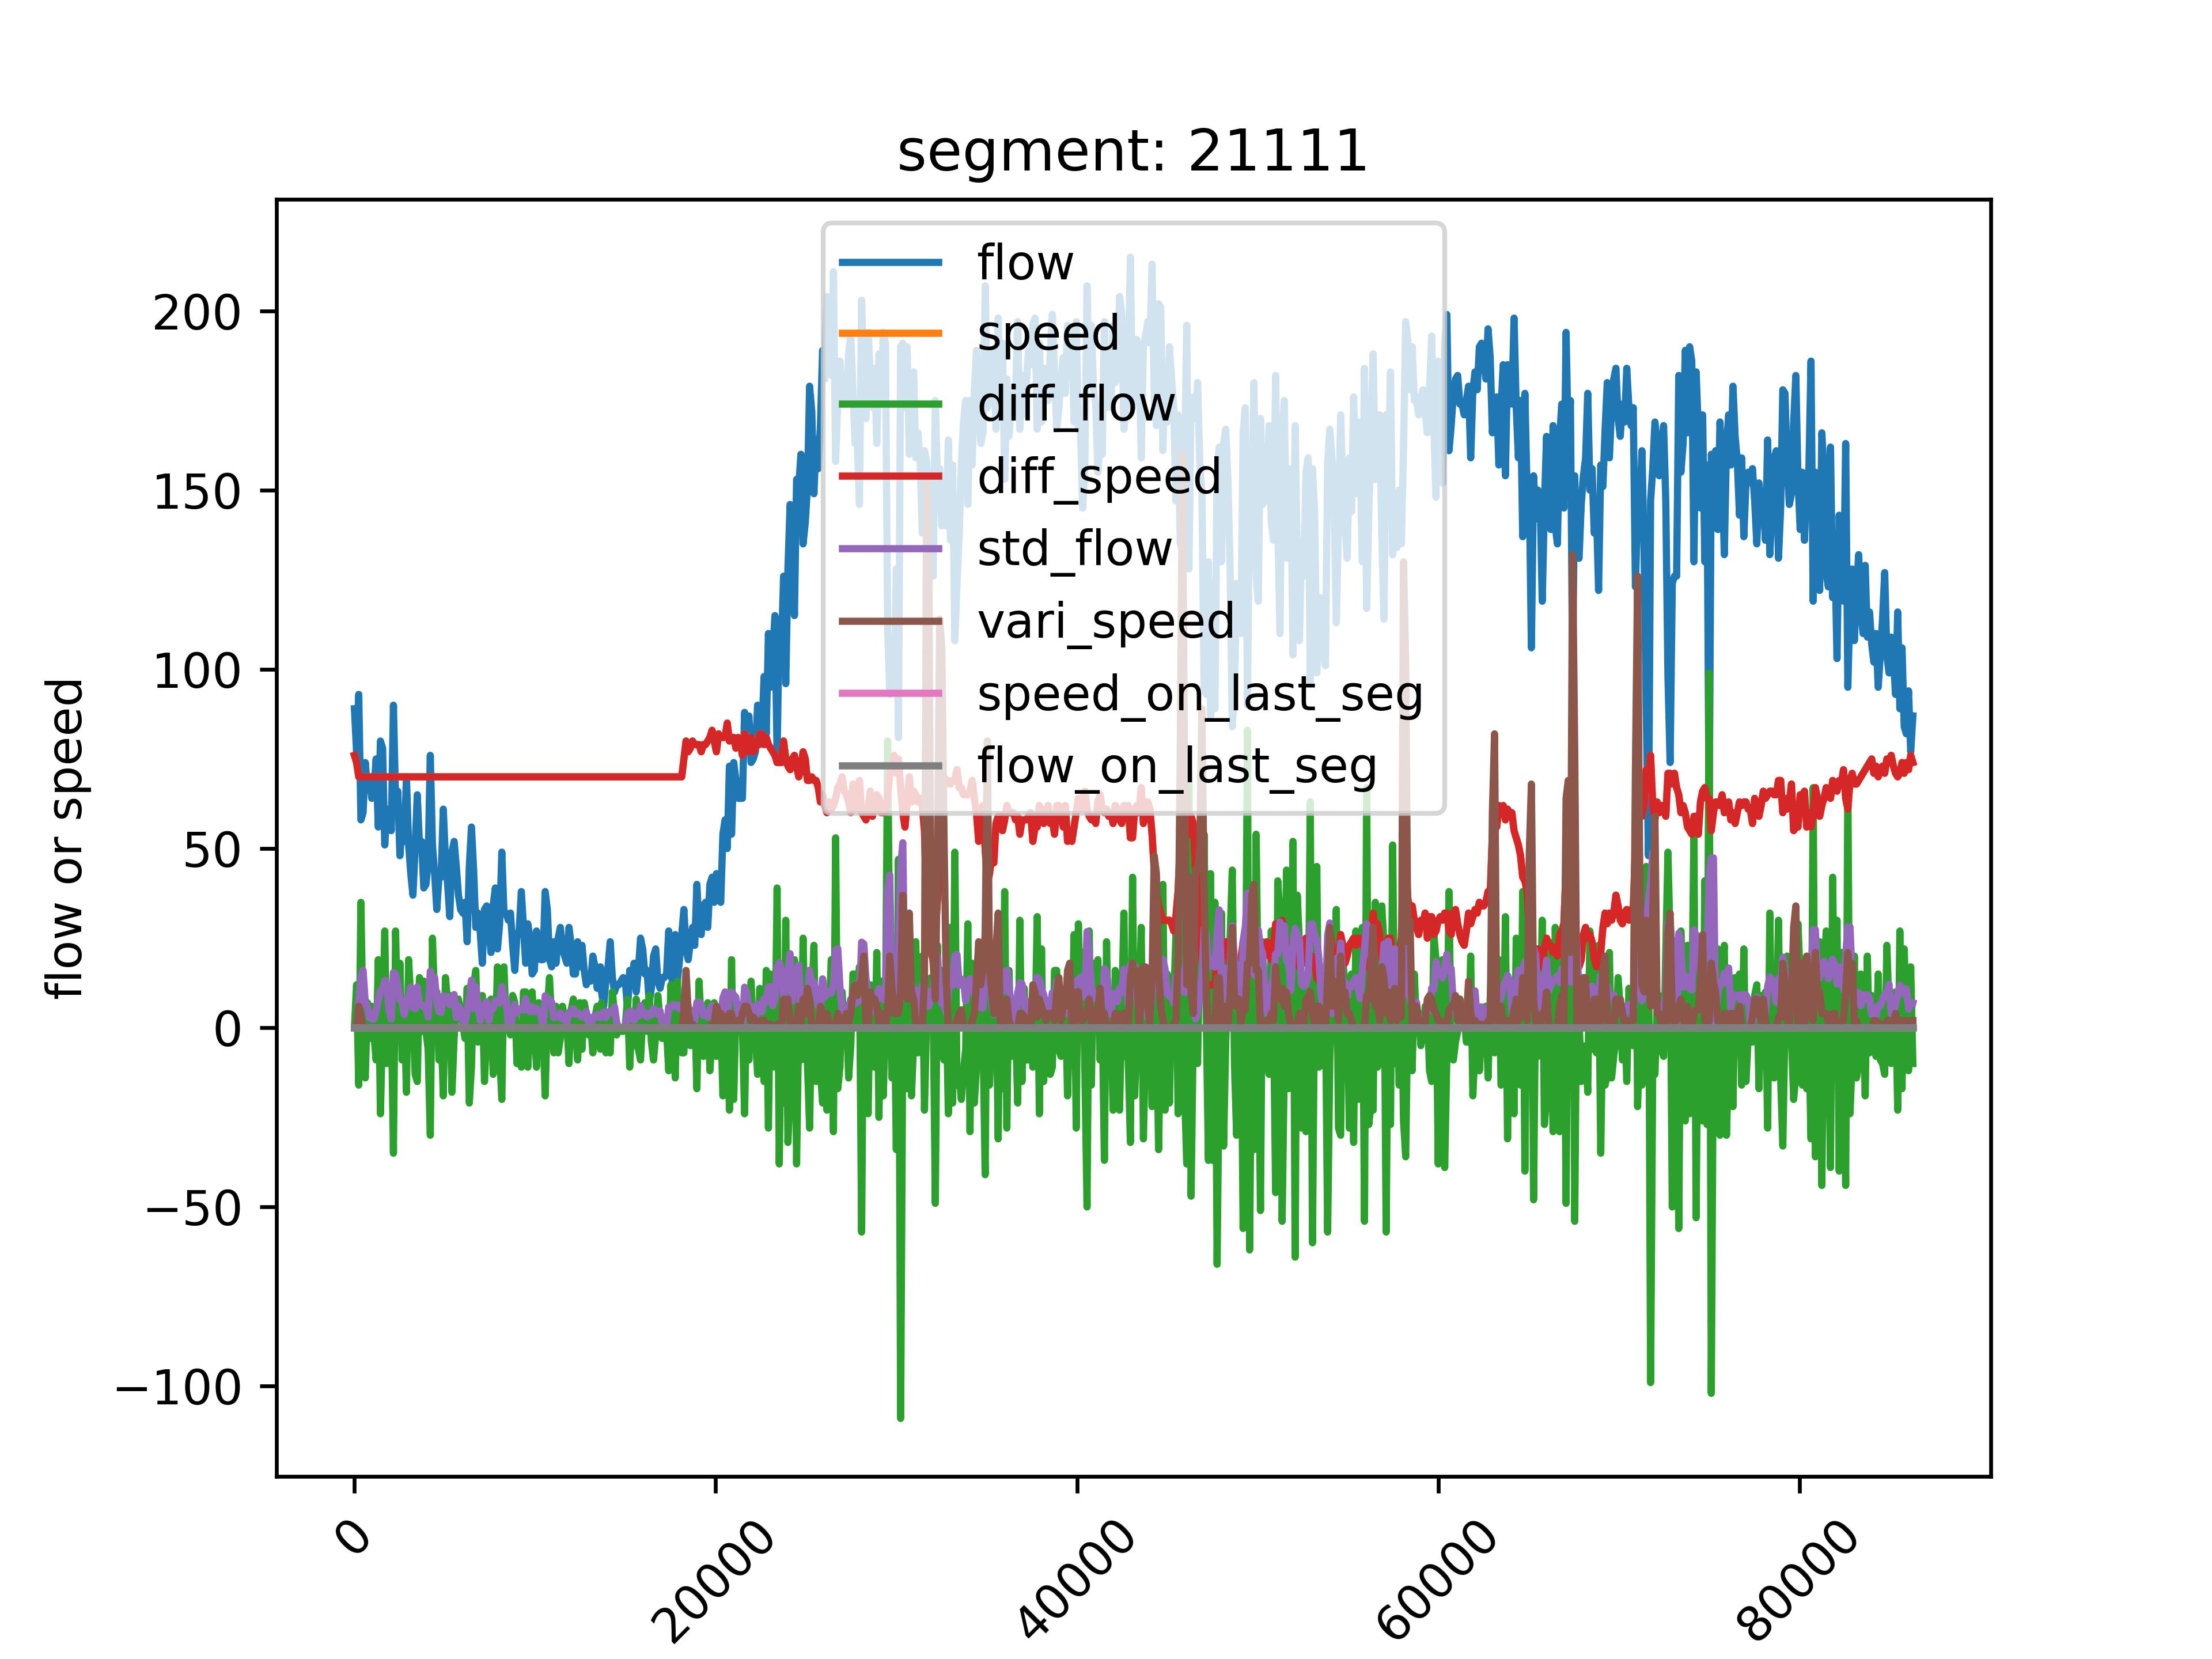 segment: 21111
flow
speed
diff_flow
diff_speed
std_flow
vari_speed
speed_on_last_seg
flow_on_last_seg
flow or speed
200
150
100
50
0
−50
−100
0
20000
40000
60000
80000